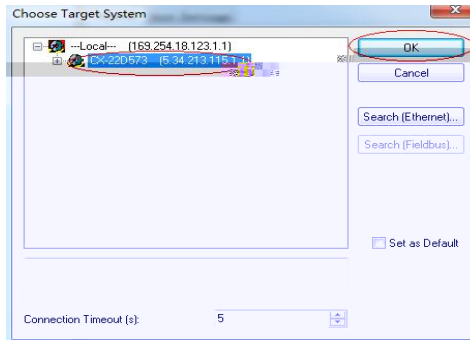 Choose Target System
---Local---   (169.254.18.123.1.1)
CX-22D573   (5.34.213.115.1.1)
OK
Cancel
Search (Ethernet)...
Search (Fieldbus)...
Set as Default
Connection Timeout (s):
5